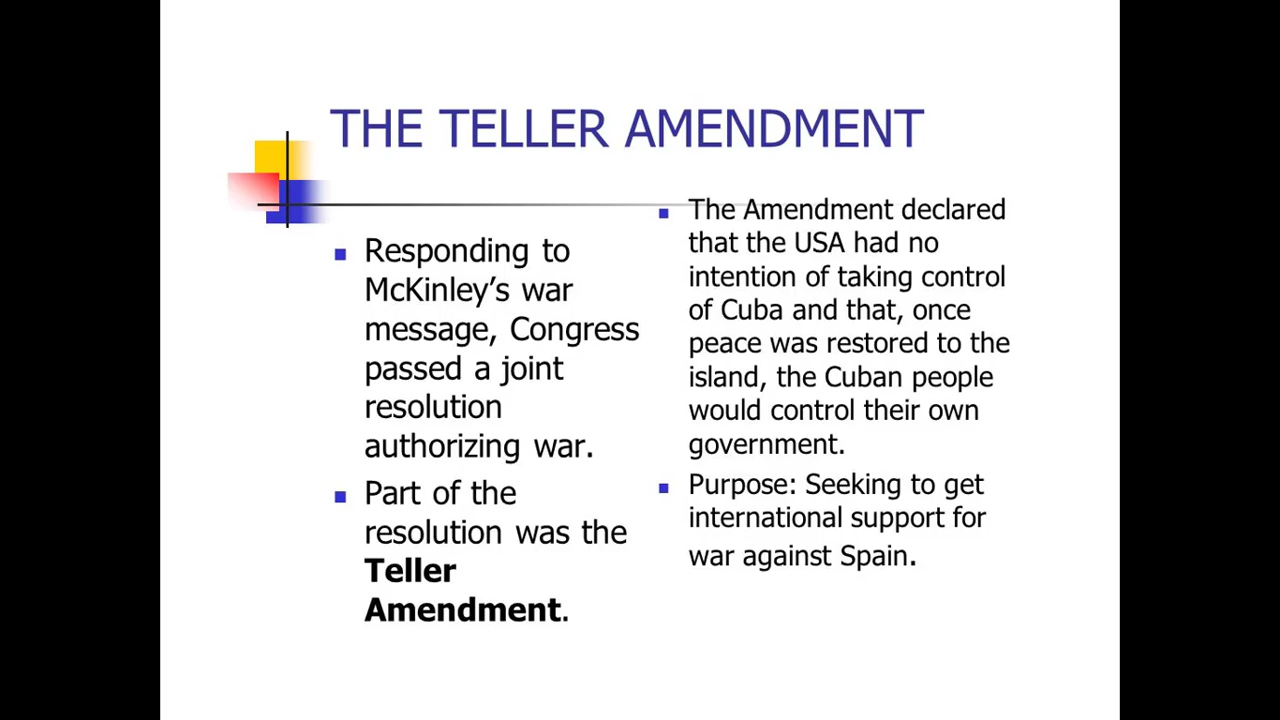 THE TELLER AMENDMENT
Responding to
McKinley’s war
message, Congress
passed a joint
resolution
authorizing war.
Part of the
resolution was the
Teller
Amendment.
The Amendment declared
that the USA had no
intention of taking control
of Cuba and that, once
peace was restored to the
island, the Cuban people
would control their own
government.
Purpose: Seeking to get
international support for
war against Spain.